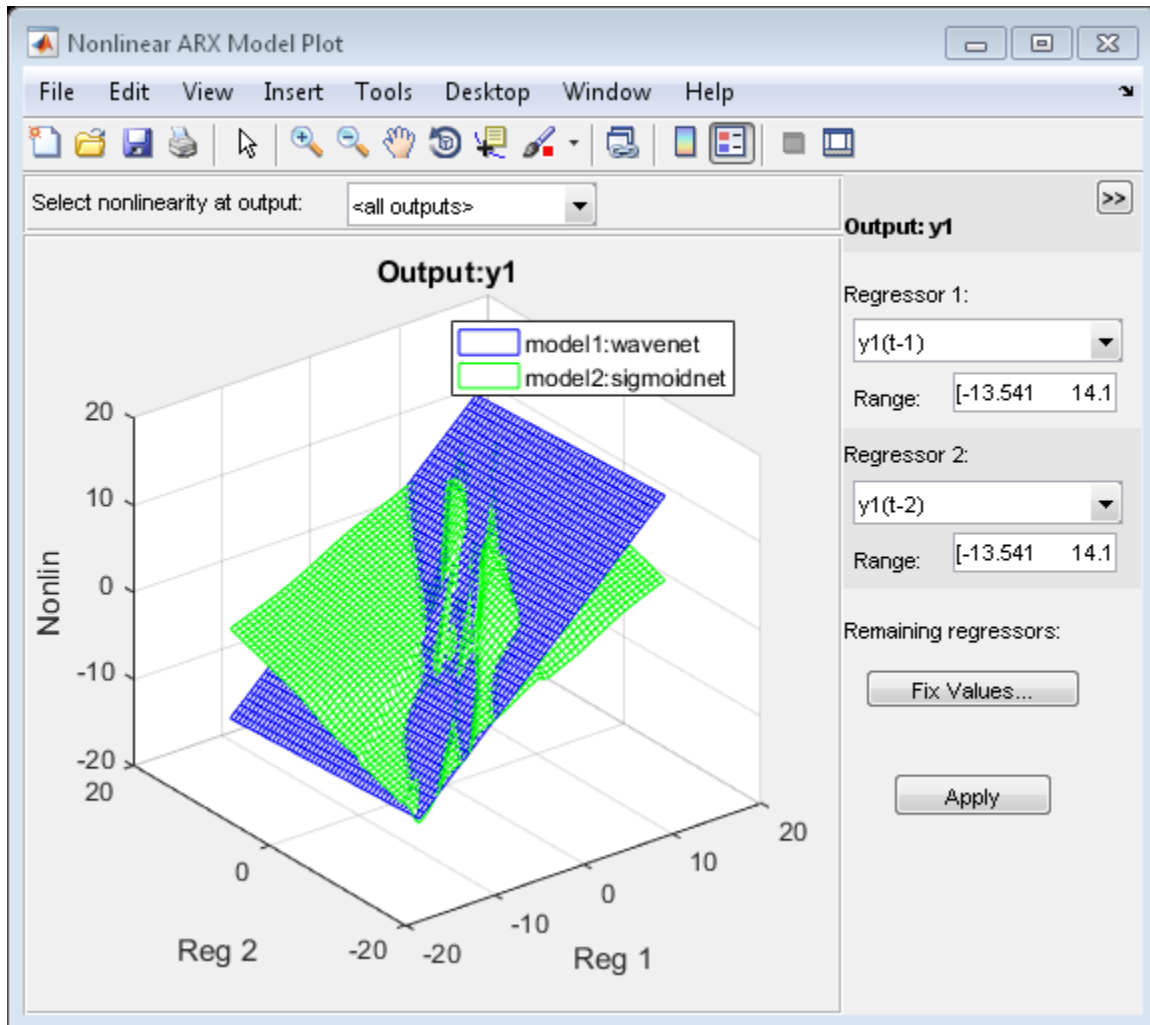 Nonlinear ARX Model Plot
File Edit View Insert Tools Desktop Window Help
Select nonlinearity at output: <all outputs>
>>
Output: y1
Output:y1
model1:wavenet
model2:sigmoidnet
20
10
0
-10
-20
Nonlin
20
0
-20
Reg 2
-20
-10
0
10
20
Reg 1
Regressor 1:
y1(t-1)
Range: [-13.541 14.1
Regressor 2:
y1(t-2)
Range: [-13.541 14.1
Remaining regressors:
Fix Values...
Apply